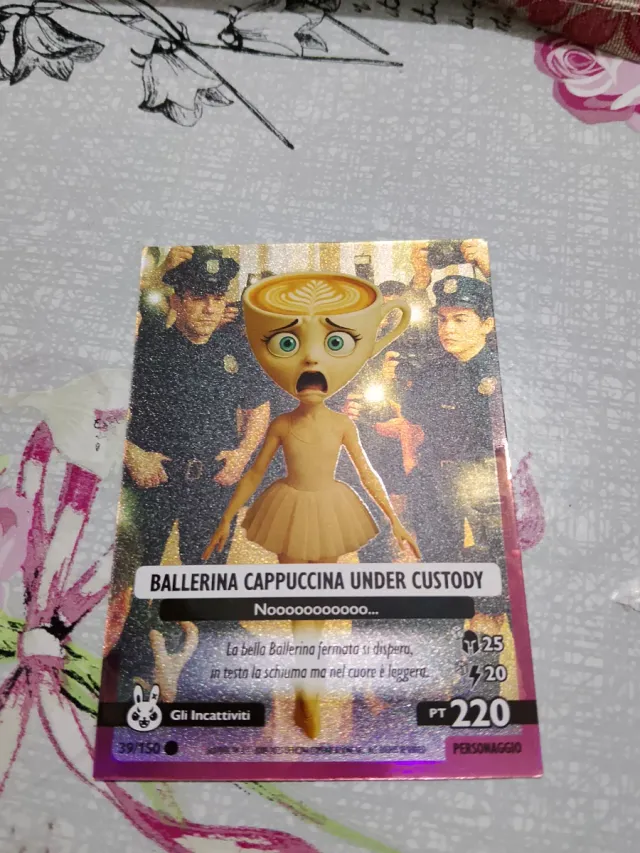 BALLERINA CAPPUCCINA UNDER CUSTODY
Nooooooooooo...
La bella Ballerina fermata si dispera,
in testa la schiuma ma nel cuore è leggera.
25
20
Gli Incattiviti
PT 220
39/150
PERSONAGGIO